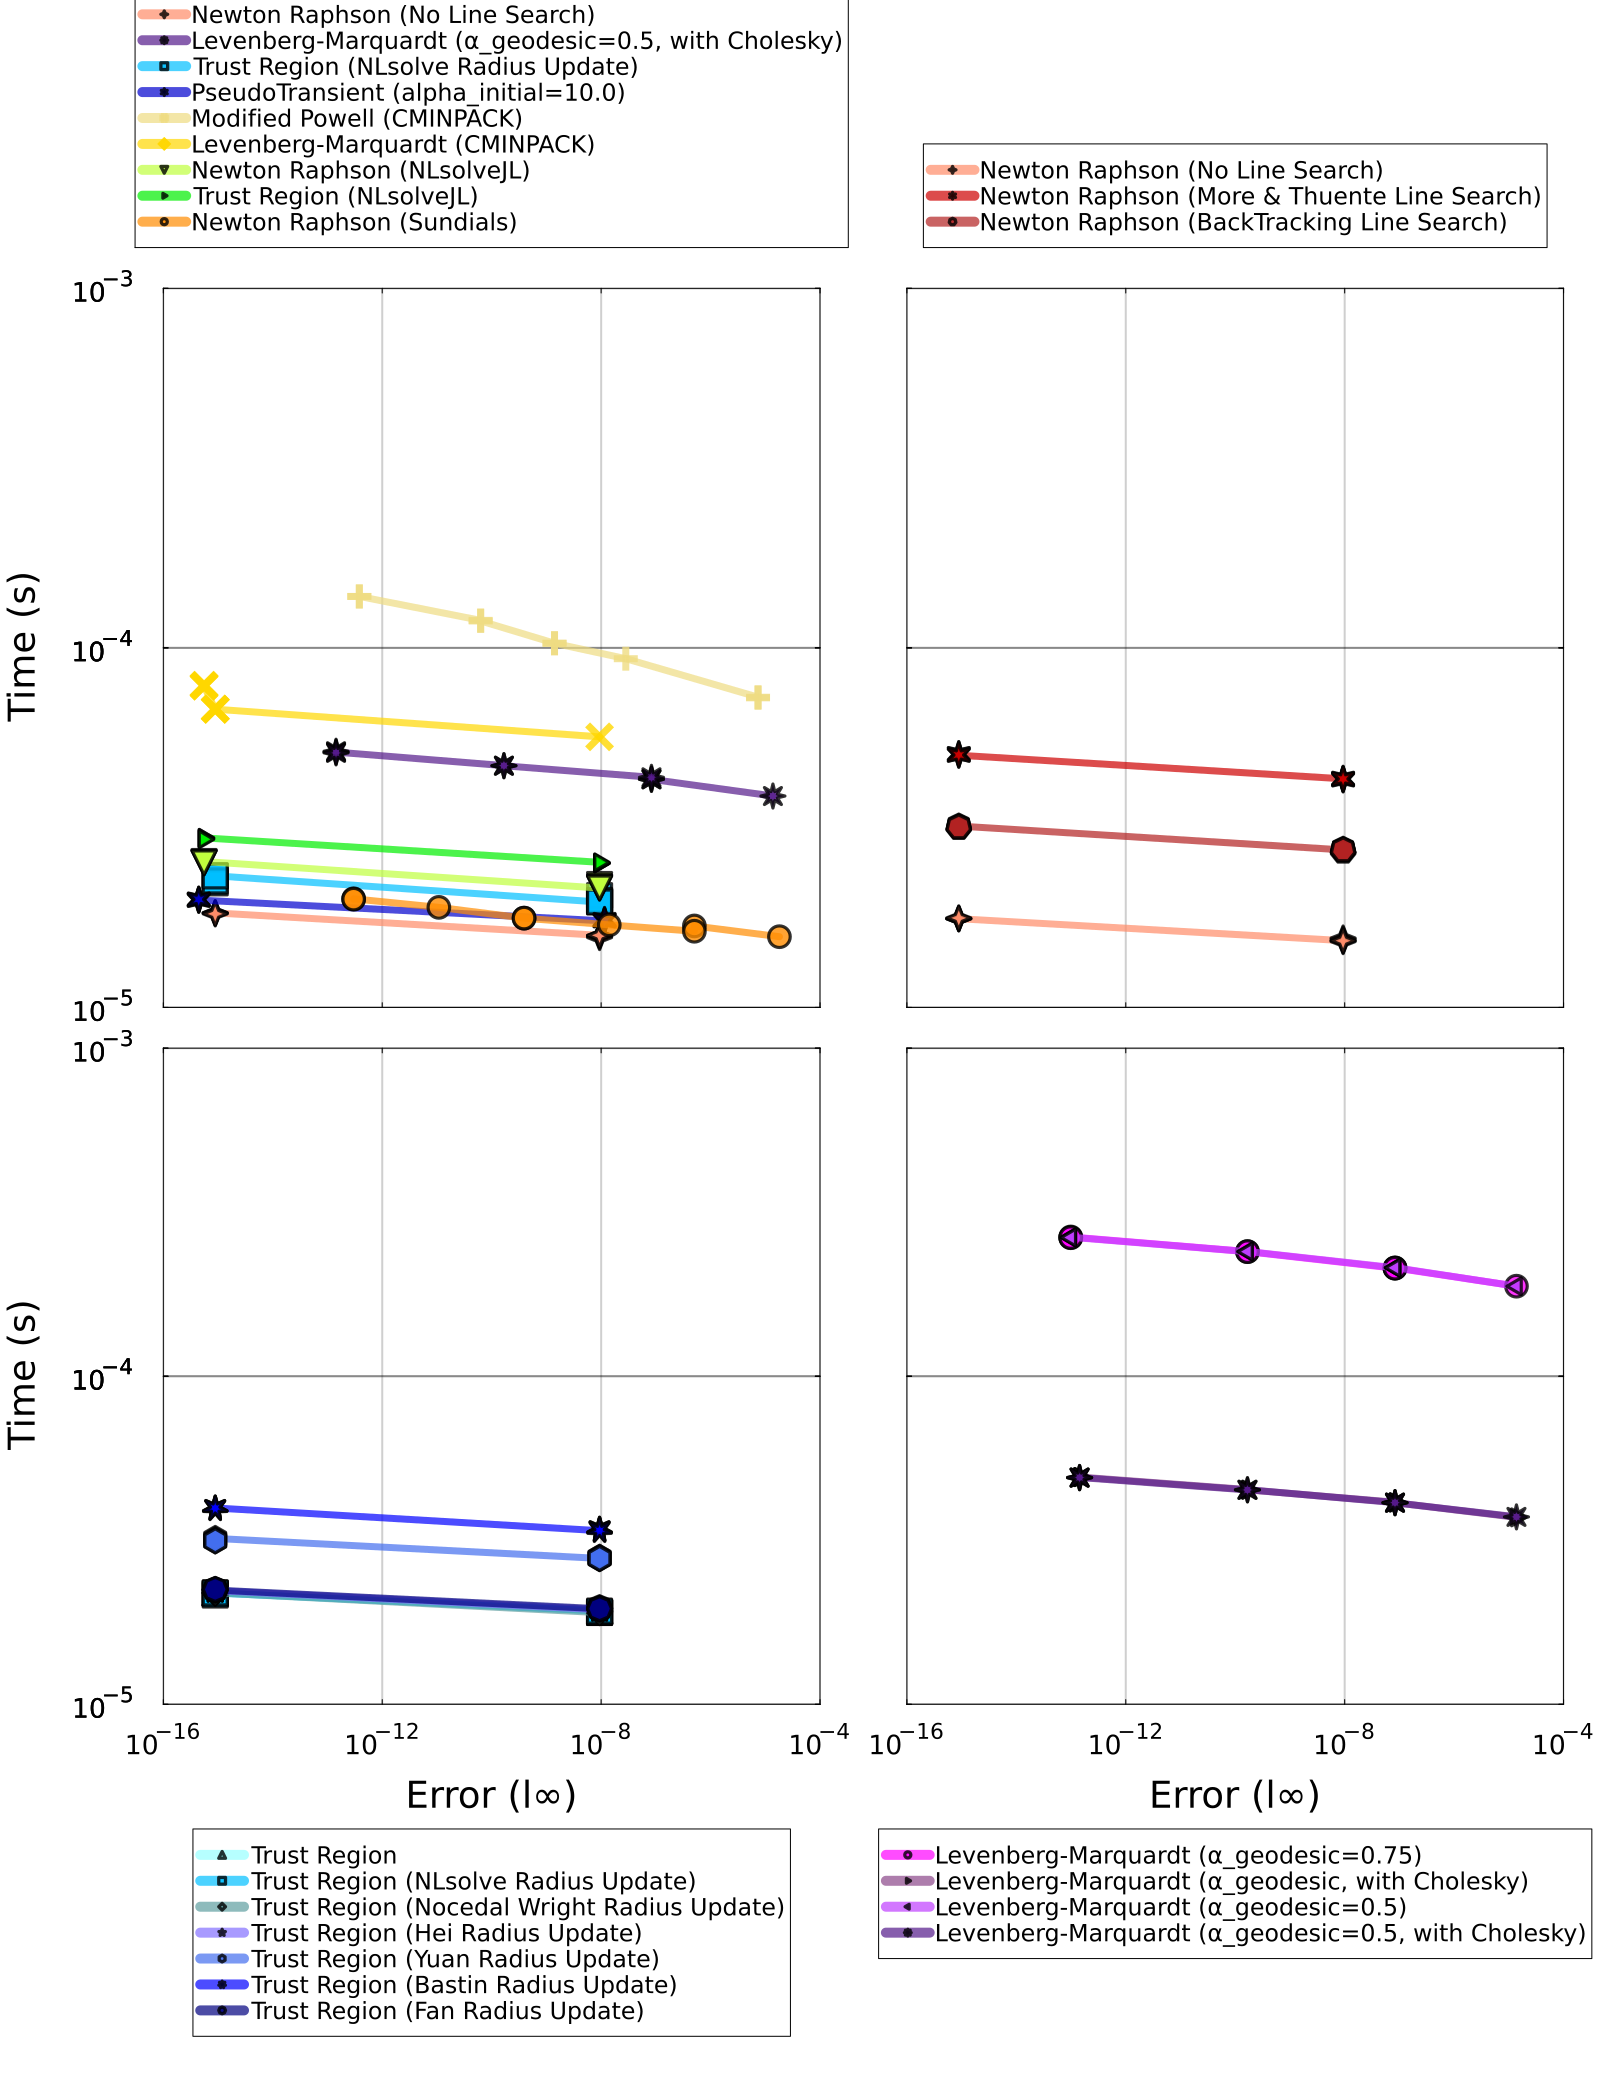 Newton Raphson (No Line Search)
Levenberg-Marquardt (α_geodesic=0.5, with Cholesky)
Trust Region (NLsolve Radius Update)
PseudoTransient (alpha_initial=10.0)
Modified Powell (CMINPACK)
Levenberg-Marquardt (CMINPACK)
Newton Raphson (NLsolveJL)
Trust Region (NLsolveJL)
Newton Raphson (Sundials)
Newton Raphson (No Line Search)
Newton Raphson (More & Thuente Line Search)
Newton Raphson (BackTracking Line Search)
10⁻³
10⁻⁴
10⁻⁵
Time (s)
10⁻³
10⁻⁴
10⁻⁵
Time (s)
10⁻¹⁶ 10⁻¹² 10⁻⁸ 10⁻⁴
10⁻¹⁶ 10⁻¹² 10⁻⁸ 10⁻⁴
Error (l∞)
Error (l∞)
Trust Region
Trust Region (NLsolve Radius Update)
Trust Region (Nocedal Wright Radius Update)
Trust Region (Hei Radius Update)
Trust Region (Yuan Radius Update)
Trust Region (Bastin Radius Update)
Trust Region (Fan Radius Update)
Levenberg-Marquardt (α_geodesic=0.75)
Levenberg-Marquardt (α_geodesic, with Cholesky)
Levenberg-Marquardt (α_geodesic=0.5)
Levenberg-Marquardt (α_geodesic=0.5, with Cholesky)